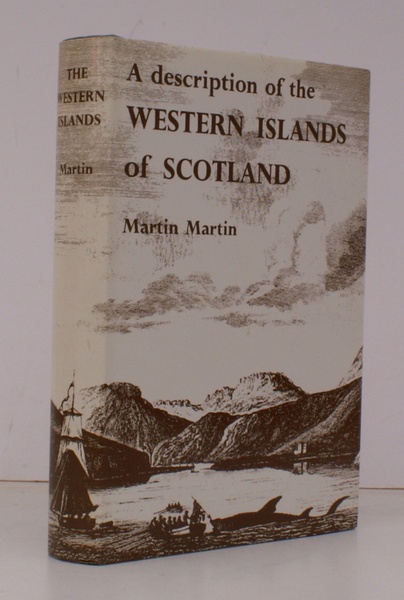 THE
WESTERN
ISLANDS
Martin
A description of the
WESTERN ISLANDS
of SCOTLAND
Martin Martin